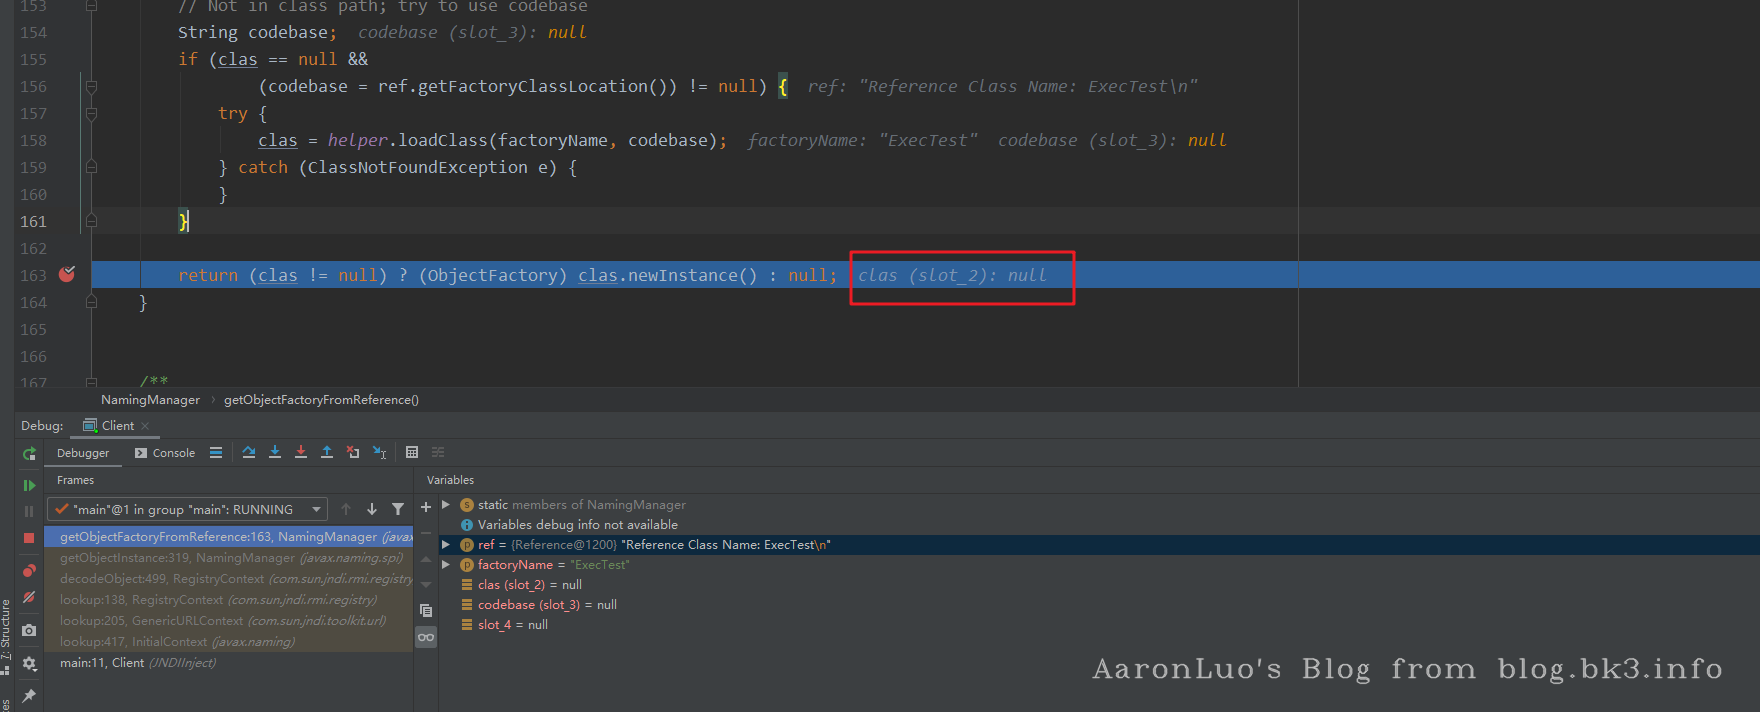 153 // Not in class path; try to use codebase
154 String codebase; codebase (slot_3): null
155 if (clas == null &&
156 (codebase = ref.getFactoryClassLocation()) != null) { ref: "Reference Class Name: ExecTest\n"
157 try {
158 clas = helper.loadClass(factoryName, codebase); factoryName: "ExecTest" codebase (slot_3): null
159 } catch (ClassNotFoundException e) {
160 }
161 }
162
163 return (clas != null) ? (ObjectFactory) clas.newInstance() : null; clas (slot_2): null
164 }
165
166
167 /**
NamingManager › getObjectFactoryFromReference()
Debug: Client ×
Debugger Console
Frames
Variables
"main"@1 in group "main": RUNNING
getObjectFactoryFromReference:163, NamingManager (javax
getObjectInstance:319, NamingManager (javax.naming.spi)
decodeObject:499, RegistryContext (com.sun.jndi.rmi.registry
lookup:138, RegistryContext (com.sun.jndi.rmi.registry)
lookup:205, GenericURLContext (com.sun.jndi.toolkit.url)
lookup:417, InitialContext (javax.naming)
main:11, Client (JNDIInject)
static members of NamingManager
Variables debug info not available
ref = {Reference@1200} "Reference Class Name: ExecTest\n"
factoryName = "ExecTest"
clas (slot_2) = null
codebase (slot_3) = null
slot_4 = null
7: Structure
AaronLuo's Blog from blog.bk3.info